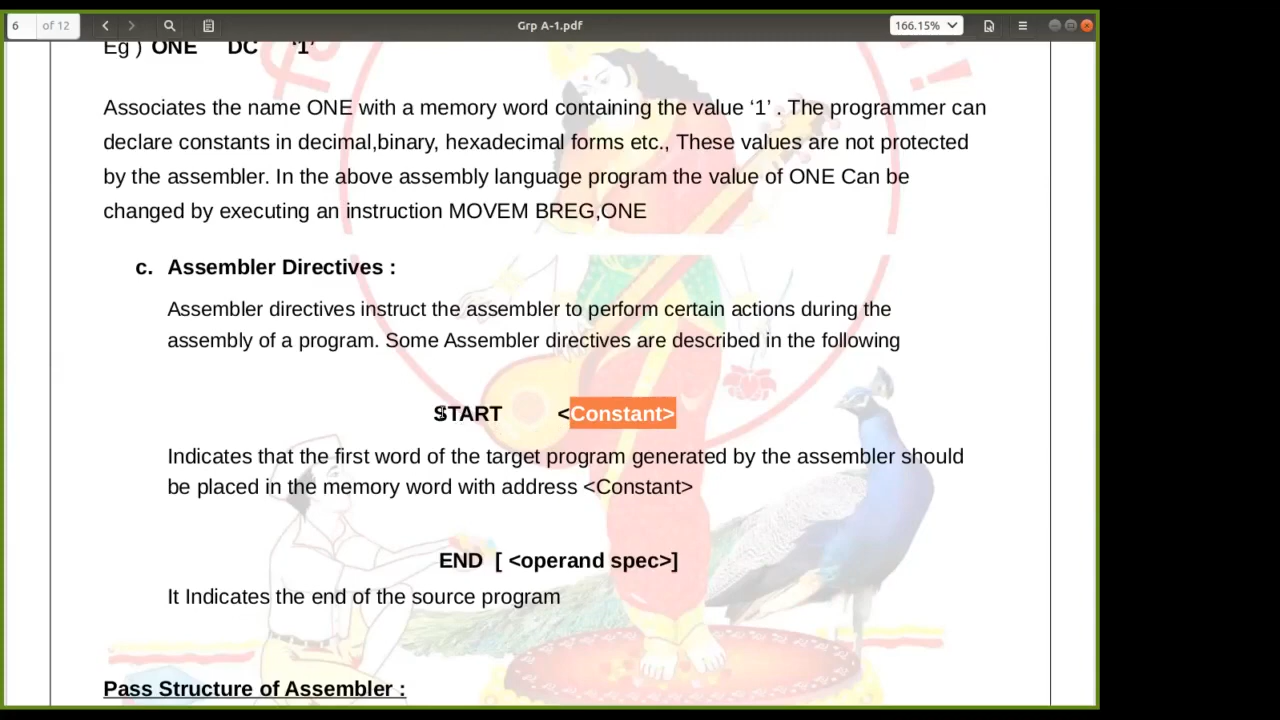 6 of 12 Grp A-1.pdf 166.15%
Eg ) ONE DC ‘1’
Associates the name ONE with a memory word containing the value ‘1’ . The programmer can
declare constants in decimal,binary, hexadecimal forms etc., These values are not protected
by the assembler. In the above assembly language program the value of ONE Can be
changed by executing an instruction MOVEM BREG,ONE
c. Assembler Directives :
Assembler directives instruct the assembler to perform certain actions during the
assembly of a program. Some Assembler directives are described in the following
START <Constant>
Indicates that the first word of the target program generated by the assembler should
be placed in the memory word with address <Constant>
END [ <operand spec>]
It Indicates the end of the source program
Pass Structure of Assembler :